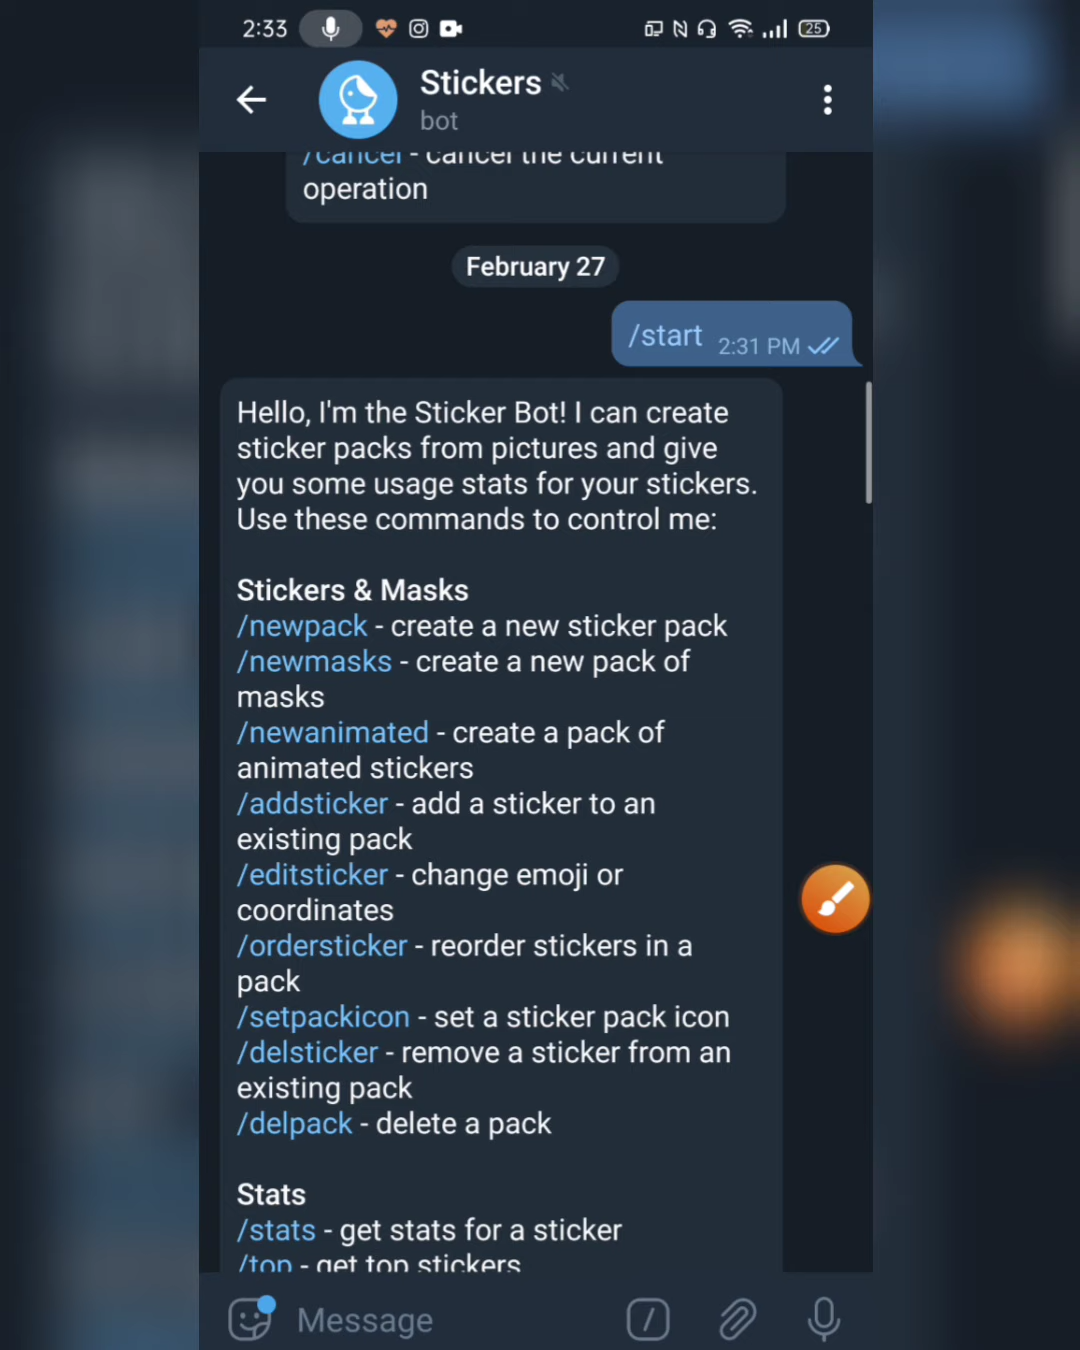 2:33
25
Stickers
bot
/cancel - cancel the current
operation
February 27
/start 2:31 PM
Hello, I'm the Sticker Bot! I can create
sticker packs from pictures and give
you some usage stats for your stickers.
Use these commands to control me:
Stickers & Masks
/newpack - create a new sticker pack
/newmasks - create a new pack of
masks
/newanimated - create a pack of
animated stickers
/addsticker - add a sticker to an
existing pack
/editsticker - change emoji or
coordinates
/ordersticker - reorder stickers in a
pack
/setpackicon - set a sticker pack icon
/delsticker - remove a sticker from an
existing pack
/delpack - delete a pack
Stats
/stats - get stats for a sticker
/top - get top stickers
Message